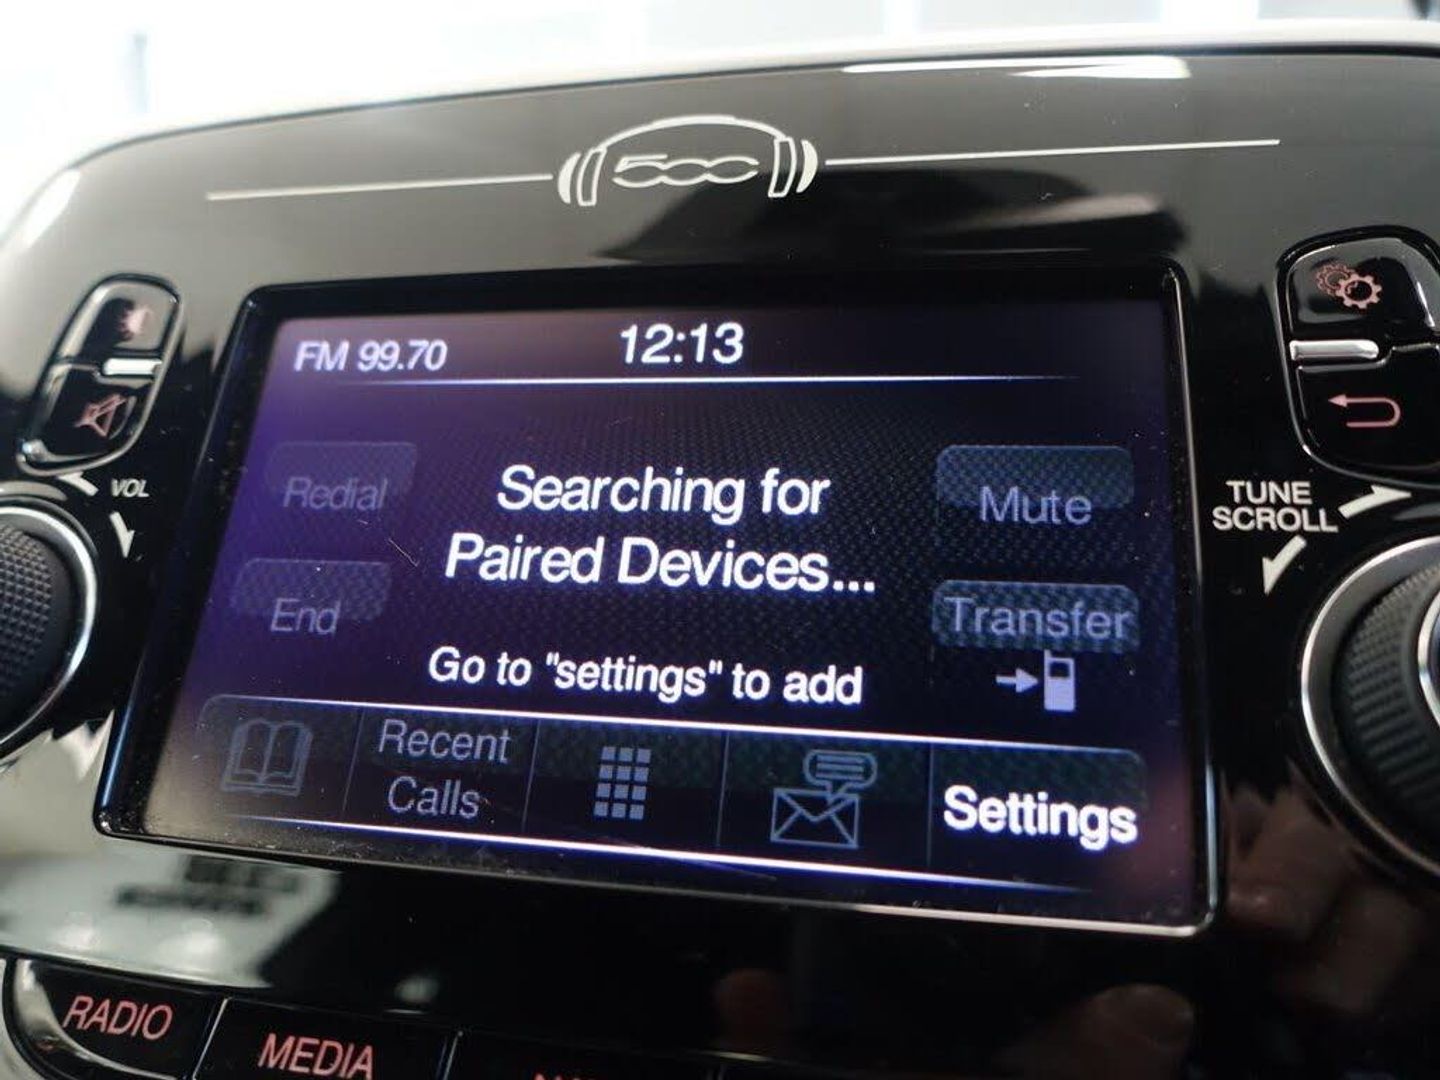 500
FM 99.70
12:13
Redial
Searching for
Paired Devices...
Mute
VOL
TUNE
SCROLL
End
Transfer
Go to "settings" to add
Recent
Calls
Settings
RADIO
MEDIA